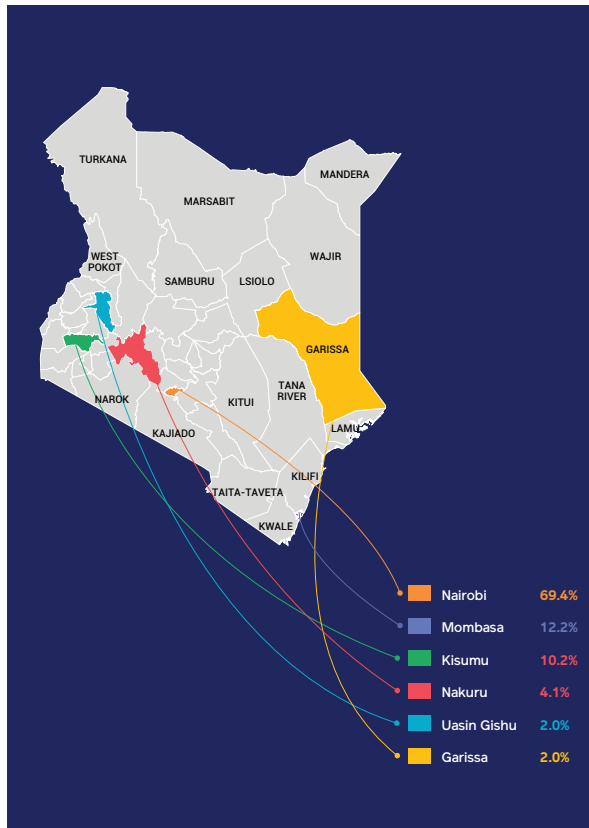 TURKANA
MANDERA
MARSABIT
WAJIR
WEST
POKOT
SAMBURU
LSIOLO
GARISSA
TANA
RIVER
NAROK
KITUI
LAMU
KAJIADO
KILIFI
TAITA-TAVETA
KWALE
Nairobi 69.4%
Mombasa 12.2%
Kisumu 10.2%
Nakuru 4.1%
Uasin Gishu 2.0%
Garissa 2.0%